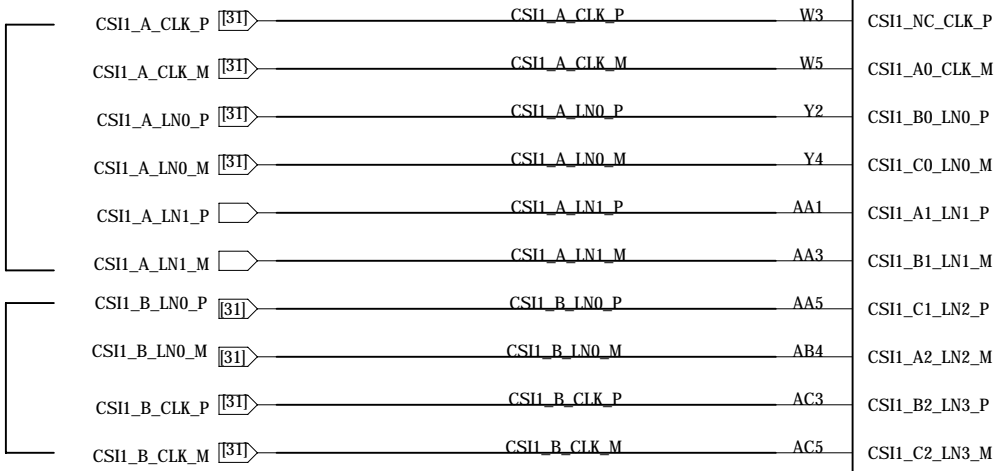 CSI1_A_CLK_P [31] CSI1_A_CLK_P W3 CSI1_NC_CLK_P
CSI1_A_CLK_M [31] CSI1_A_CLK_M W5 CSI1_A0_CLK_M
CSI1_A_LN0_P [31] CSI1_A_LN0_P Y2 CSI1_B0_LN0_P
CSI1_A_LN0_M [31] CSI1_A_LN0_M Y4 CSI1_C0_LN0_M
CSI1_A_LN1_P CSI1_A_LN1_P AA1 CSI1_A1_LN1_P
CSI1_A_LN1_M CSI1_A_LN1_M AA3 CSI1_B1_LN1_M
CSI1_B_LN0_P [31] CSI1_B_LN0_P AA5 CSI1_C1_LN2_P
CSI1_B_LN0_M [31] CSI1_B_LN0_M AB4 CSI1_A2_LN2_M
CSI1_B_CLK_P [31] CSI1_B_CLK_P AC3 CSI1_B2_LN3_P
CSI1_B_CLK_M [31] CSI1_B_CLK_M AC5 CSI1_C2_LN3_M